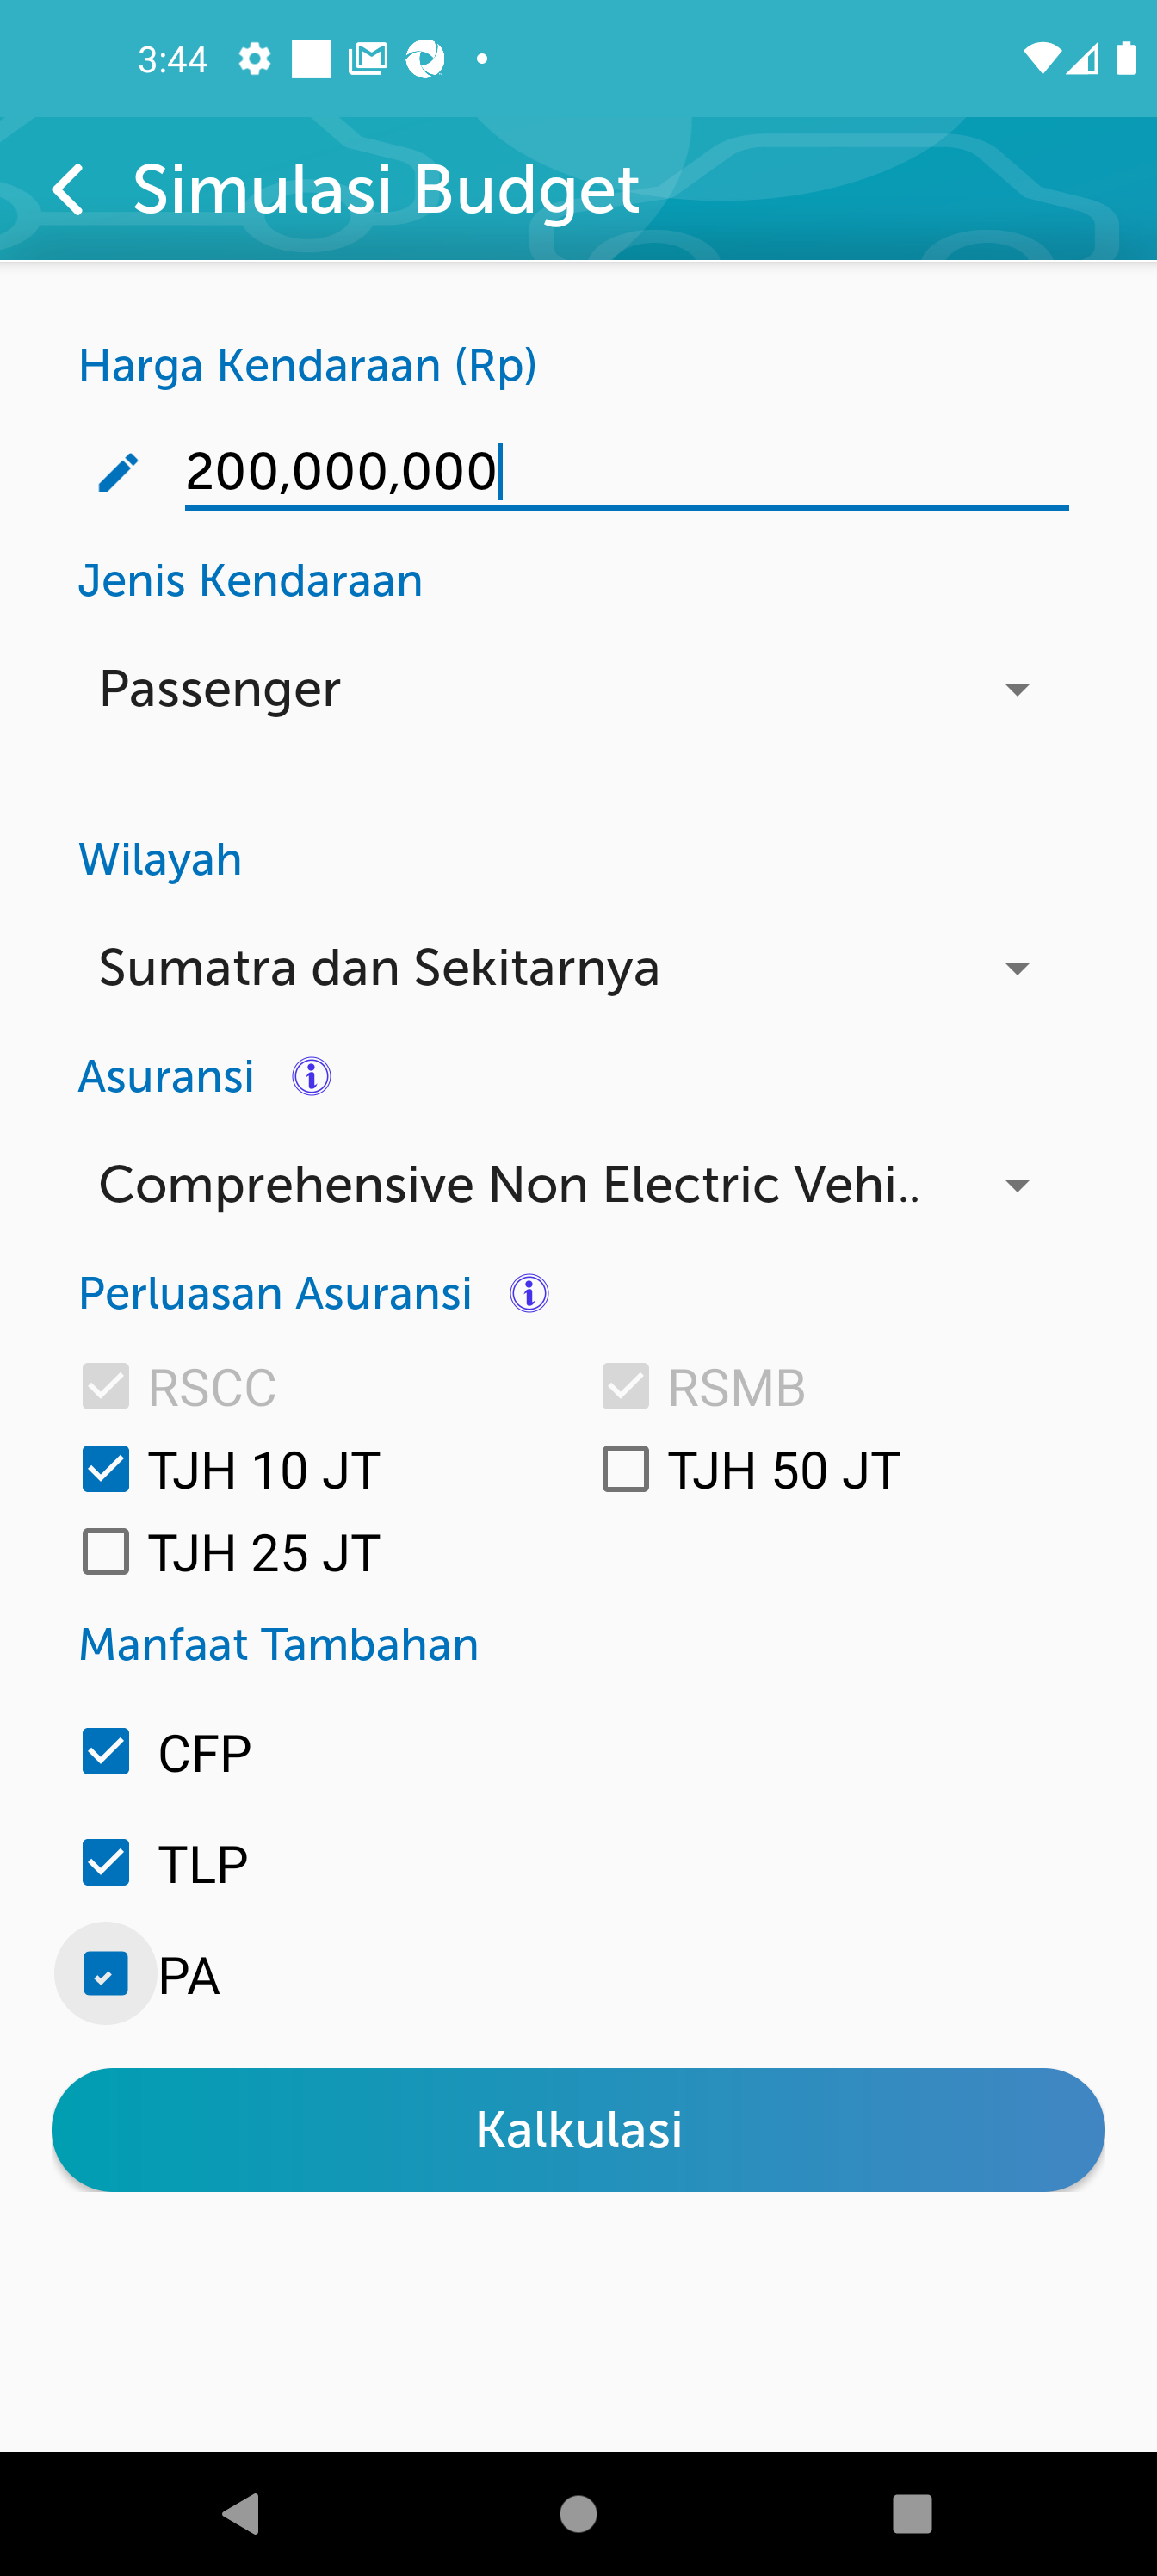 3:44
Simulasi Budget
Harga Kendaraan (Rp)
200,000,000
Jenis Kendaraan
Passenger
Wilayah
Sumatra dan Sekitarnya
Asuransi
Comprehensive Non Electric Vehi..
Perluasan Asuransi
RSCC RSMB
TJH 10 JT TJH 50 JT
TJH 25 JT
Manfaat Tambahan
CFP
TLP
PA
Kalkulasi